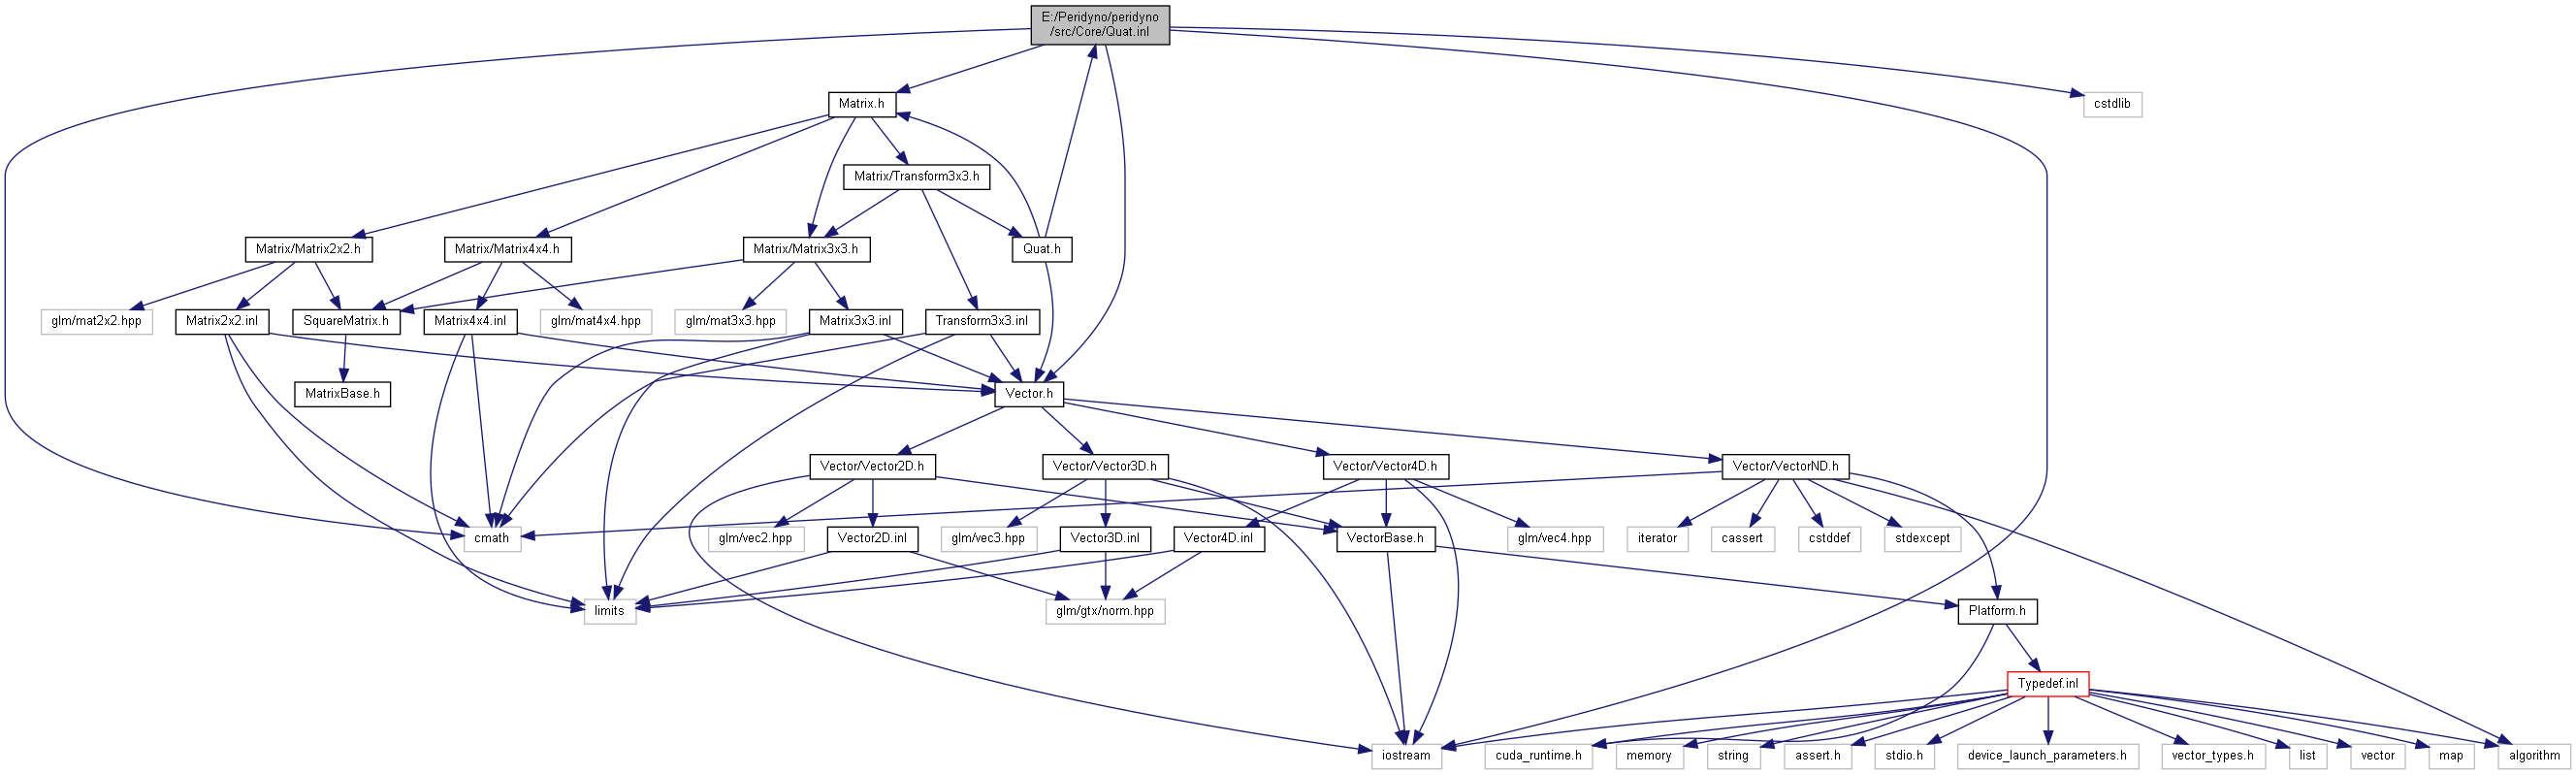 E:/Peridyno/peridyno
/src/Core/Quat.inl
Matrix.h
cstdlib
Matrix/Transform3x3.h
Matrix/Matrix2x2.h
Matrix/Matrix4x4.h
Matrix/Matrix3x3.h
Quat.h
glm/mat2x2.hpp
Matrix2x2.inl
SquareMatrix.h
Matrix4x4.inl
glm/mat4x4.hpp
glm/mat3x3.hpp
Matrix3x3.inl
Transform3x3.inl
MatrixBase.h
Vector.h
Vector/Vector2D.h
Vector/Vector3D.h
Vector/Vector4D.h
Vector/VectorND.h
cmath
glm/vec2.hpp
Vector2D.inl
glm/vec3.hpp
Vector3D.inl
Vector4D.inl
VectorBase.h
glm/vec4.hpp
iterator
cassert
cstddef
stdexcept
limits
glm/gtx/norm.hpp
Platform.h
Typedef.inl
iostream
cuda_runtime.h
memory
string
assert.h
stdio.h
device_launch_parameters.h
vector_types.h
list
vector
map
algorithm